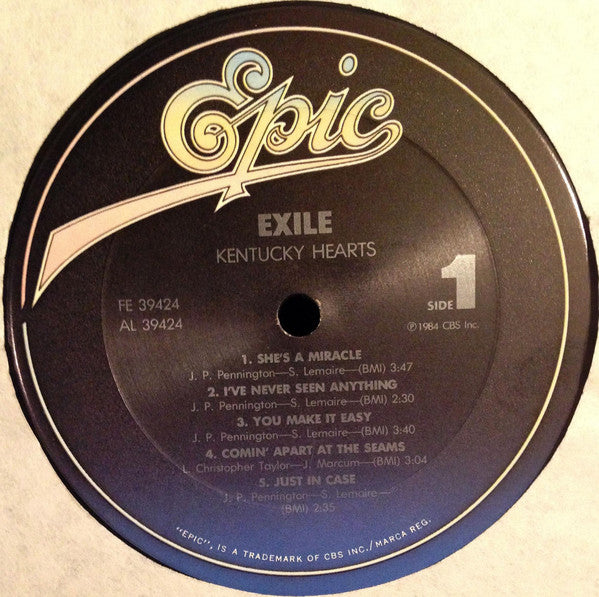 Epic
EXILE
KENTUCKY HEARTS
FE 39424
AL 39424
SIDE 1
℗1984 CBS Inc.
1. SHE'S A MIRACLE
J. P. Pennington—S. Lemaire—(BMI) 3:47
2. I'VE NEVER SEEN ANYTHING
J. P. Pennington—S. Lemaire—(BMI) 2:30
3. YOU MAKE IT EASY
J. P. Pennington—S. Lemaire—(BMI) 3:40
4. COMIN' APART AT THE SEAMS
L. Christopher Taylor—J. Marcum—(BMI) 3:04
5. JUST IN CASE
J. P. Pennington—S. Lemaire—
(BMI) 2:35
"EPIC", IS A TRADEMARK OF CBS INC./MARCA REG.